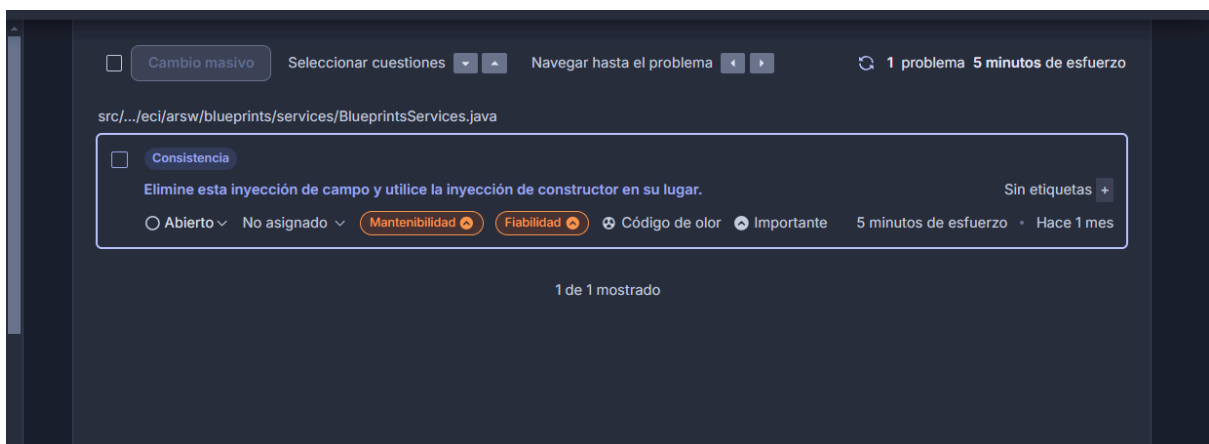 Cambio masivo Seleccionar cuestiones Navegar hasta el problema 1 problema 5 minutos de esfuerzo
src/.../eci/arsw/blueprints/services/BlueprintsServices.java
Consistencia
Elimine esta inyección de campo y utilice la inyección de constructor en su lugar. Sin etiquetas +
Abierto No asignado Mantenibilidad Fiabilidad Código de olor Importante 5 minutos de esfuerzo • Hace 1 mes
1 de 1 mostrado